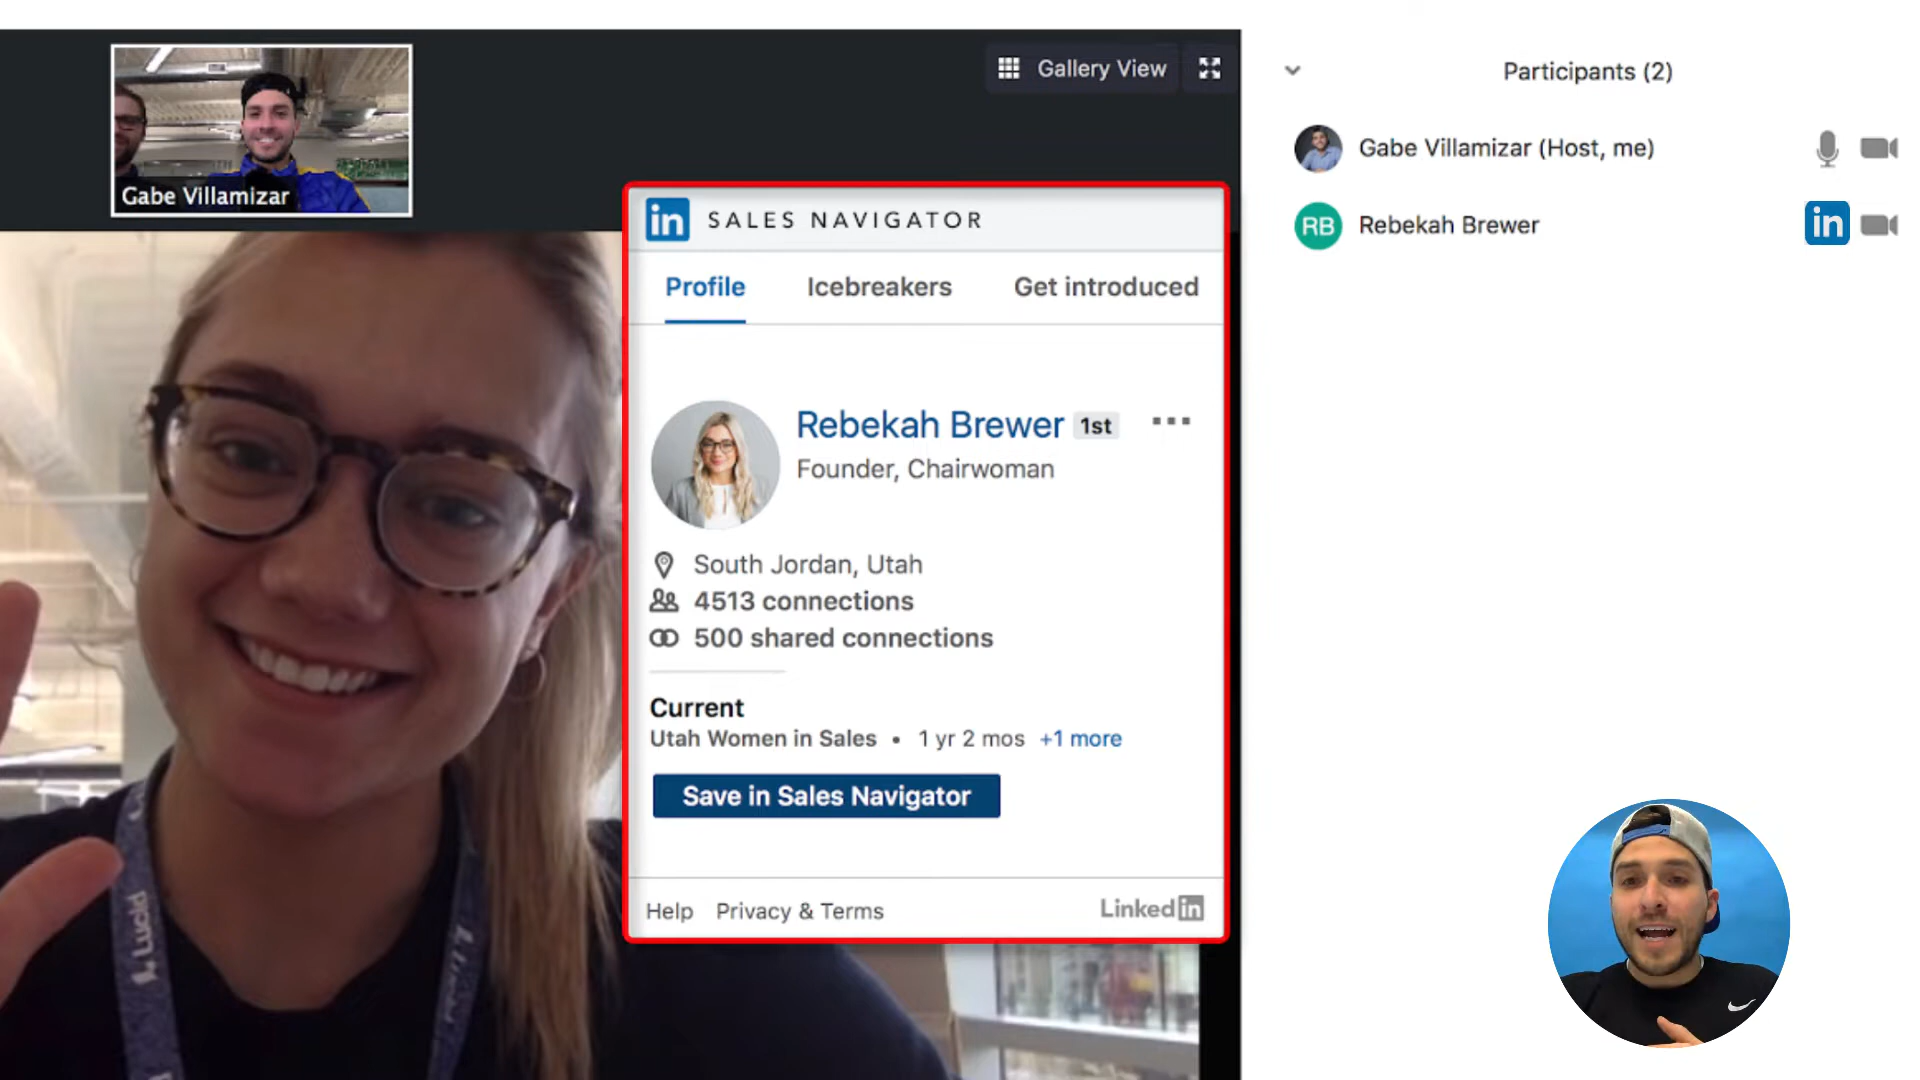 Gallery View
Gabe Villamizar
in SALES NAVIGATOR
Profile Icebreakers Get introduced
Rebekah Brewer 1st
Founder, Chairwoman
South Jordan, Utah
4513 connections
500 shared connections
Current
Utah Women in Sales • 1 yr 2 mos +1 more
Save in Sales Navigator
Help Privacy & Terms LinkedIn
Participants (2)
Gabe Villamizar (Host, me)
RB Rebekah Brewer in
Lucid